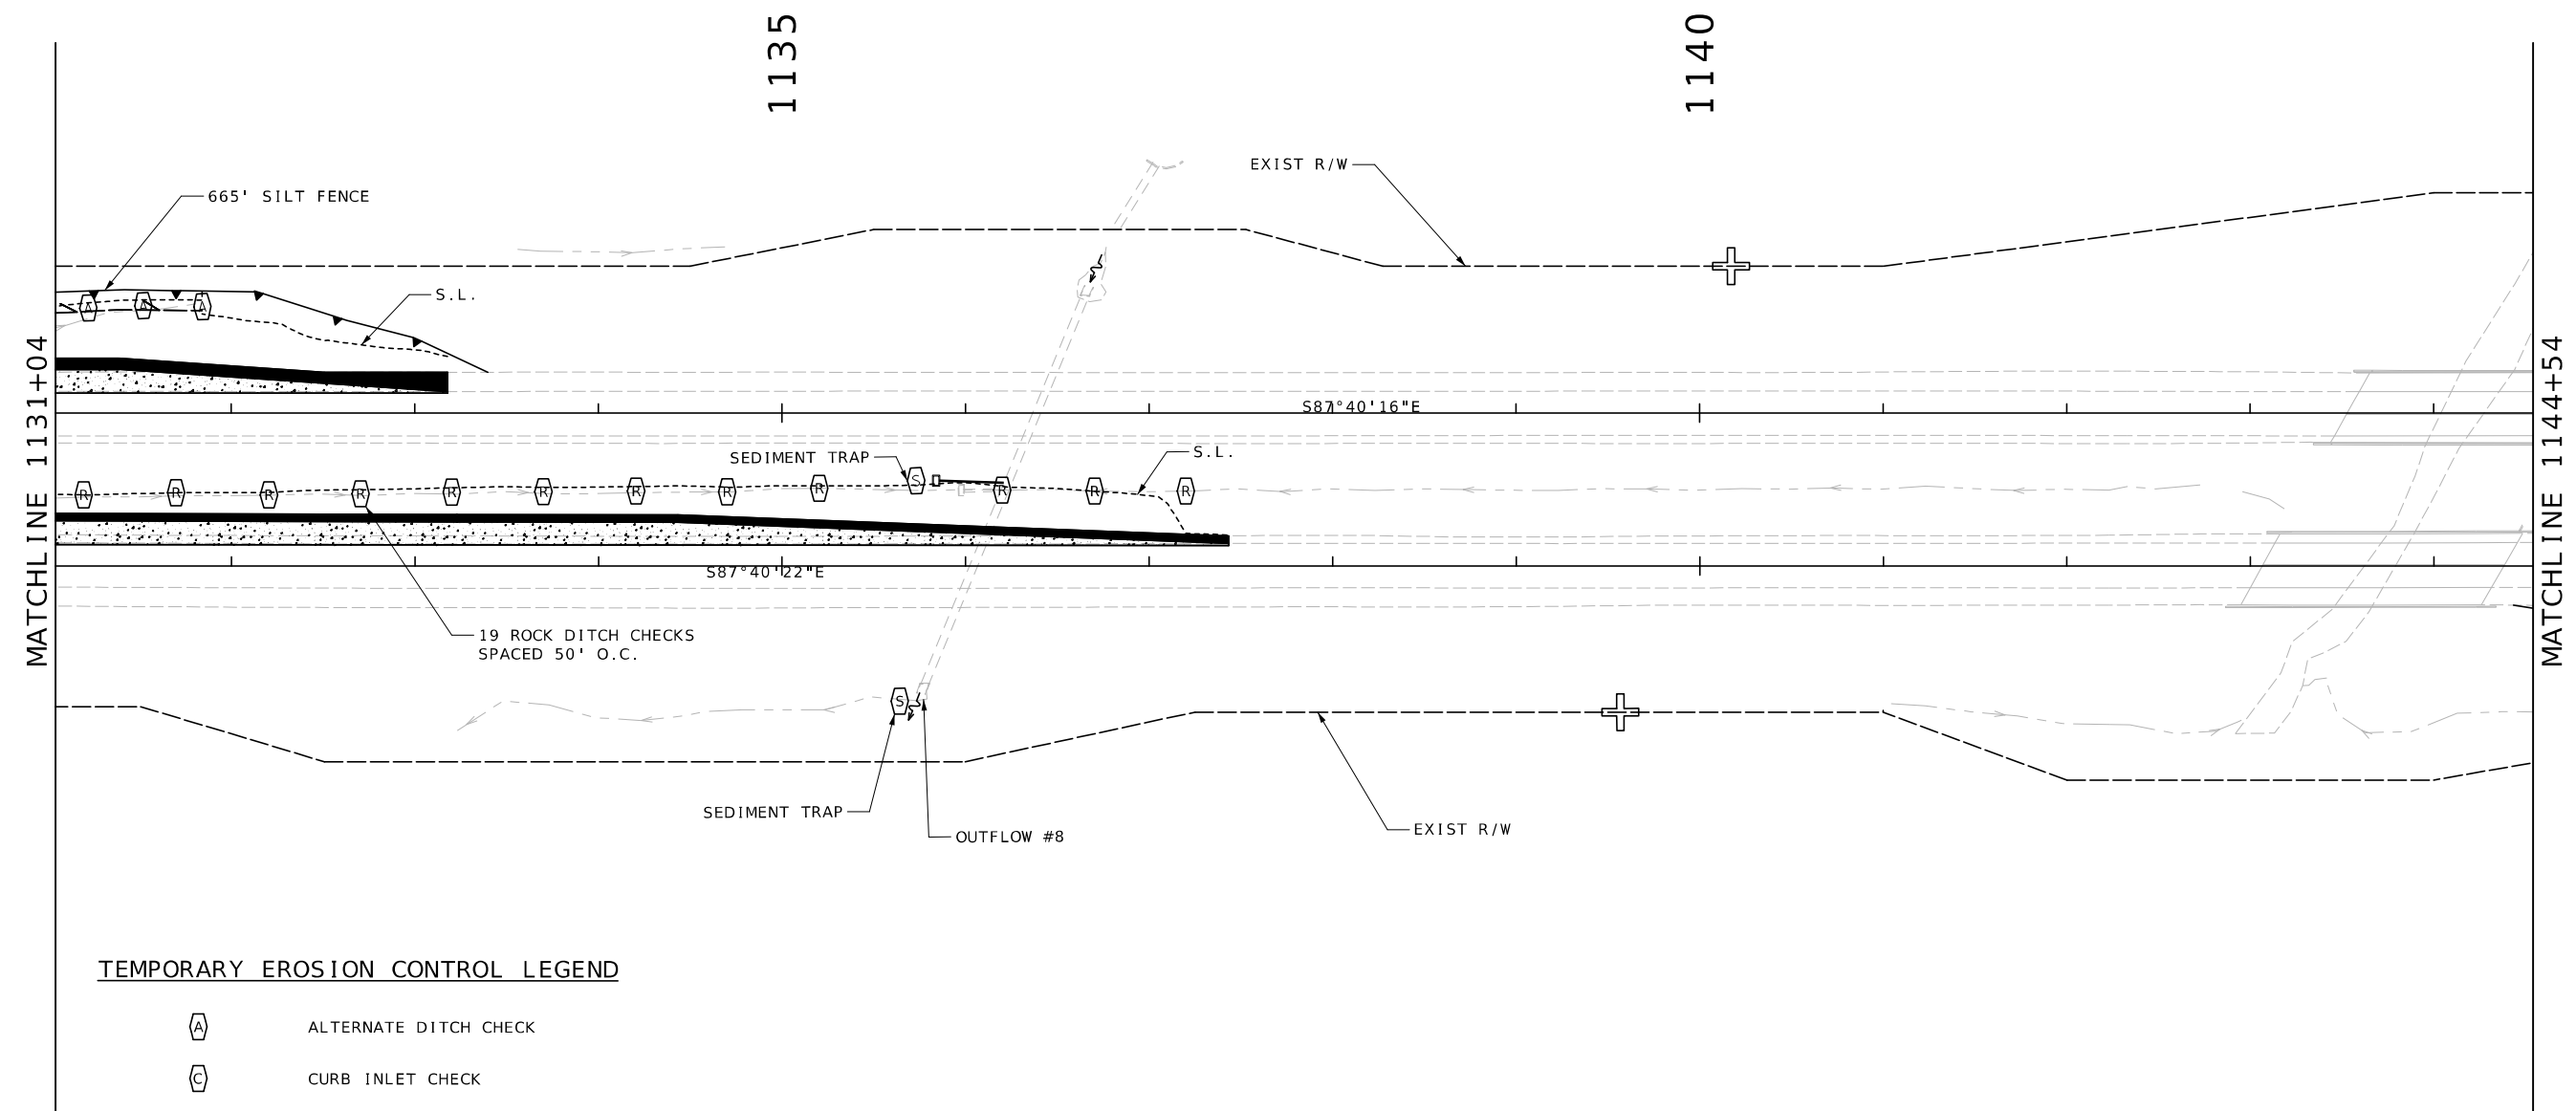 1135
1140
EXIST R/W
665' SILT FENCE
S.L.
MATCHLINE 1131+04
MATCHLINE 1144+54
A
A
A
S87°40'16"E
SEDIMENT TRAP
S.L.
R
R
R
R
R
R
R
R
R
S
R
R
R
S87°40'22"E
19 ROCK DITCH CHECKS
SPACED 50' O.C.
S
SEDIMENT TRAP
OUTFLOW #8
EXIST R/W
TEMPORARY EROSION CONTROL LEGEND
A ALTERNATE DITCH CHECK
C CURB INLET CHECK